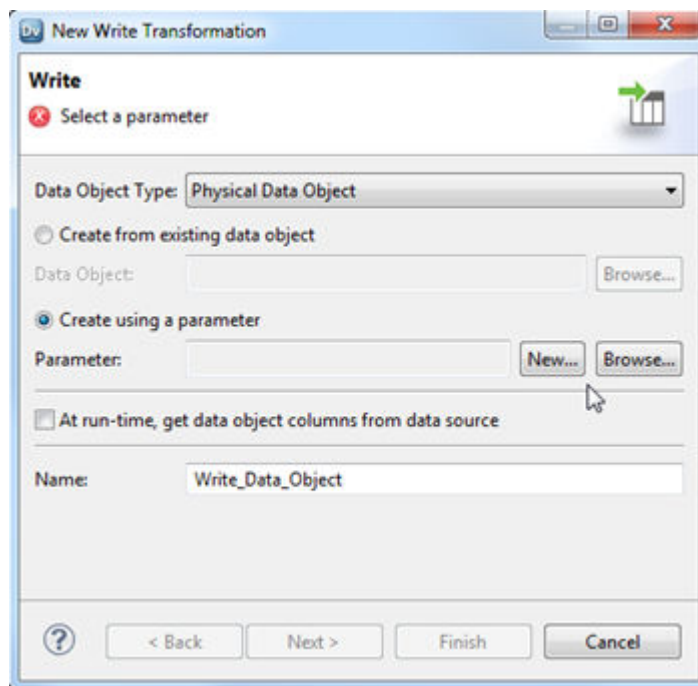 Dv New Write Transformation
Write
Select a parameter
Data Object Type: Physical Data Object
Create from existing data object
Data Object: Browse...
Create using a parameter
Parameter: New... Browse...
At run-time, get data object columns from data source
Name: Write_Data_Object
? < Back Next > Finish Cancel